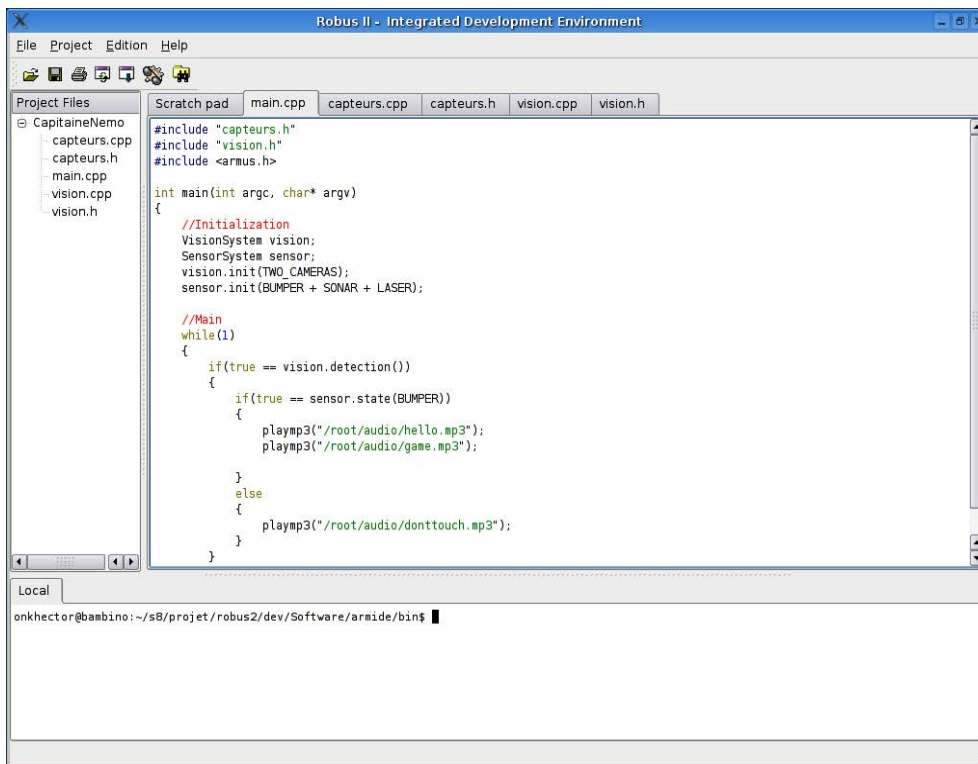 Robus II - Integrated Development Environment
File Project Edition Help
Project Files
CapitaineNemo
capteurs.cpp
capteurs.h
main.cpp
vision.cpp
vision.h
Scratch pad main.cpp capteurs.cpp capteurs.h vision.cpp vision.h
#include "capteurs.h"
#include "vision.h"
#include <armus.h>
int main(int argc, char* argv)
{
//Initialization
VisionSystem vision;
SensorSystem sensor;
vision.init(TWO_CAMERAS);
sensor.init(BUMPER + SONAR + LASER);
//Main
while(1)
{
if(true == vision.detection())
{
if(true == sensor.state(BUMPER))
{
playmp3("/root/audio/hello.mp3");
playmp3("/root/audio/game.mp3");
}
else
{
playmp3("/root/audio/donttouch.mp3");
}
}
Local
onkhector@bambino:~/s8/projet/robus2/dev/Software/armide/bin$